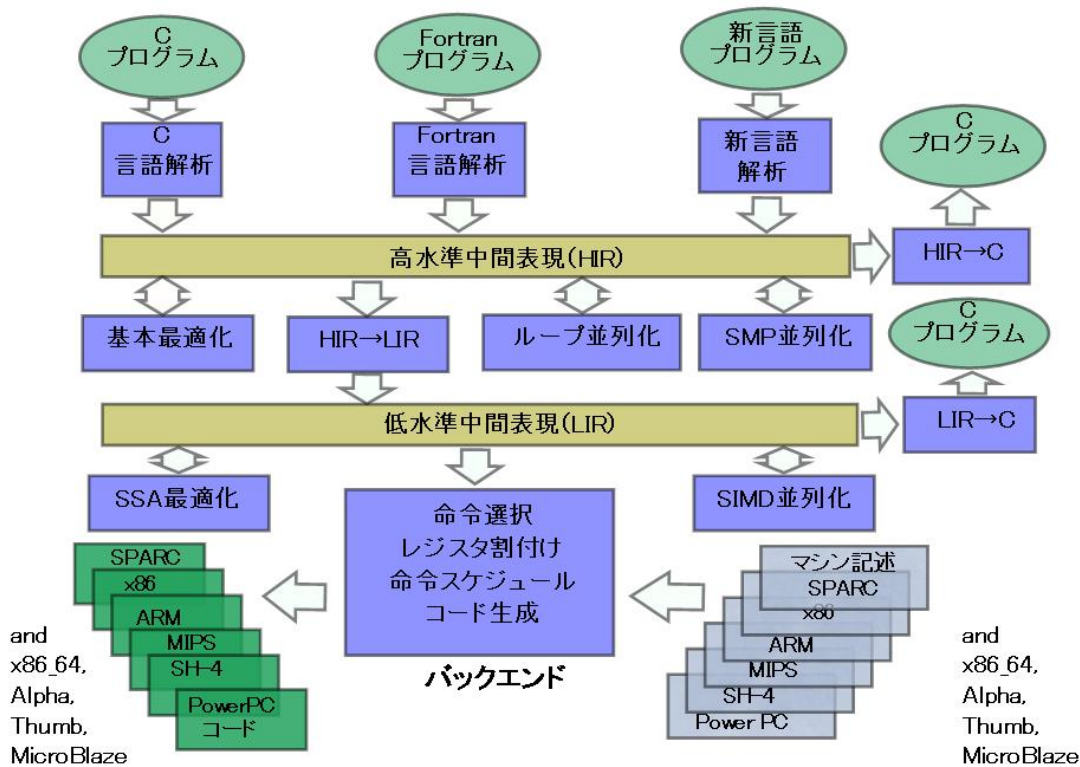 C
プログラム
Fortran
プログラム
新言語
プログラム
C
言語解析
Fortran
言語解析
新言語
解析
C
プログラム
高水準中間表現(HIR)
HIR→C
基本最適化
HIR→LIR
ループ並列化
SMP並列化
C
プログラム
低水準中間表現(LIR)
LIR→C
SSA最適化
命令選択
レジスタ割付け
命令スケジュール
コード生成
バックエンド
SIMD並列化
SPARC
x86
ARM
MIPS
SH-4
PowerPC
コード
and
x86_64,
Alpha,
Thumb,
MicroBlaze
マシン記述
SPARC
x86
ARM
MIPS
SH-4
Power PC
and
x86_64,
Alpha,
Thumb,
MicroBlaze